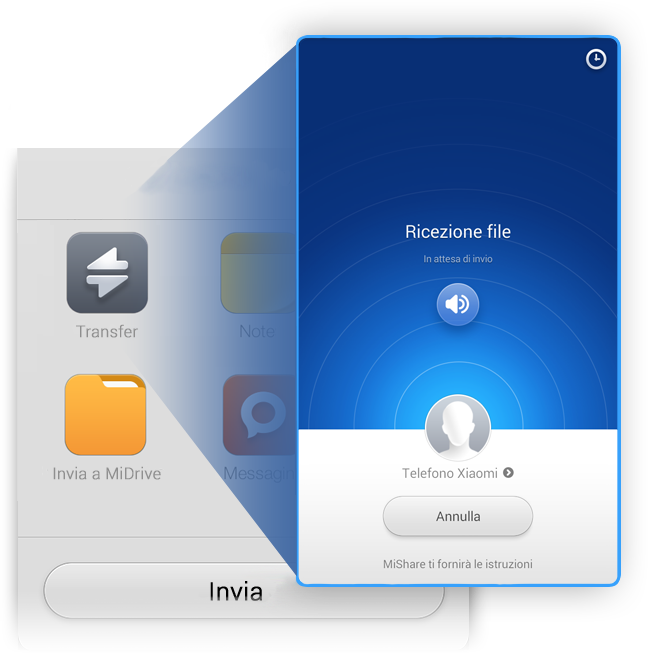 Transfer
Note
Invia a MiDrive
Invia
Ricezione file
In attesa di invio
Telefono Xiaomi
Annulla
MiShare ti fornirà le istruzioni